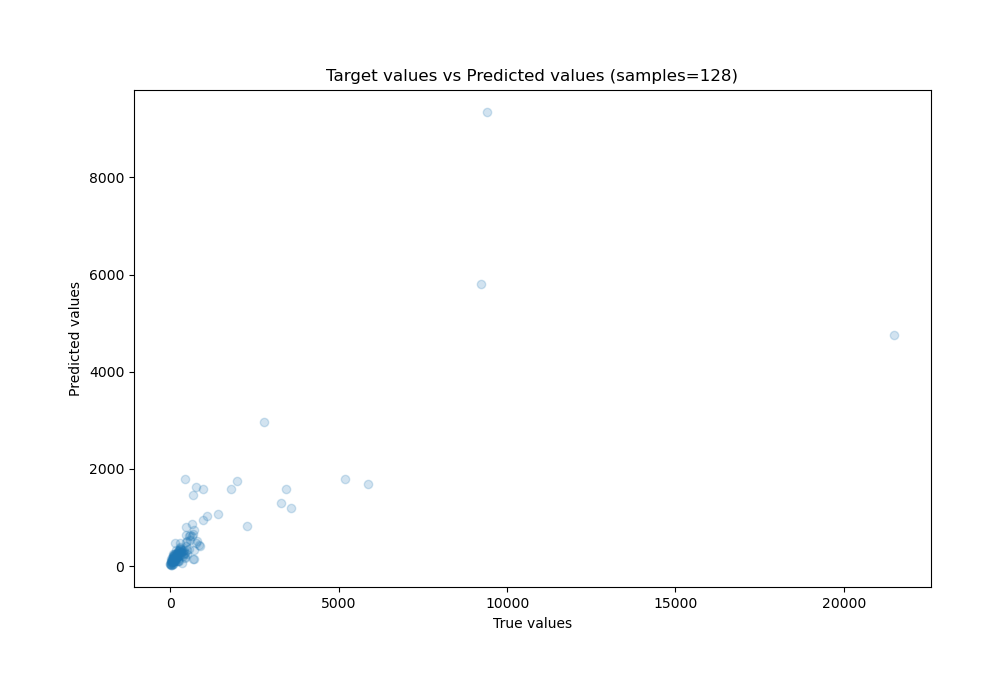 Target values vs Predicted values (samples=128)
Predicted values
8000
6000
4000
2000
0
0 5000 10000 15000 20000
True values